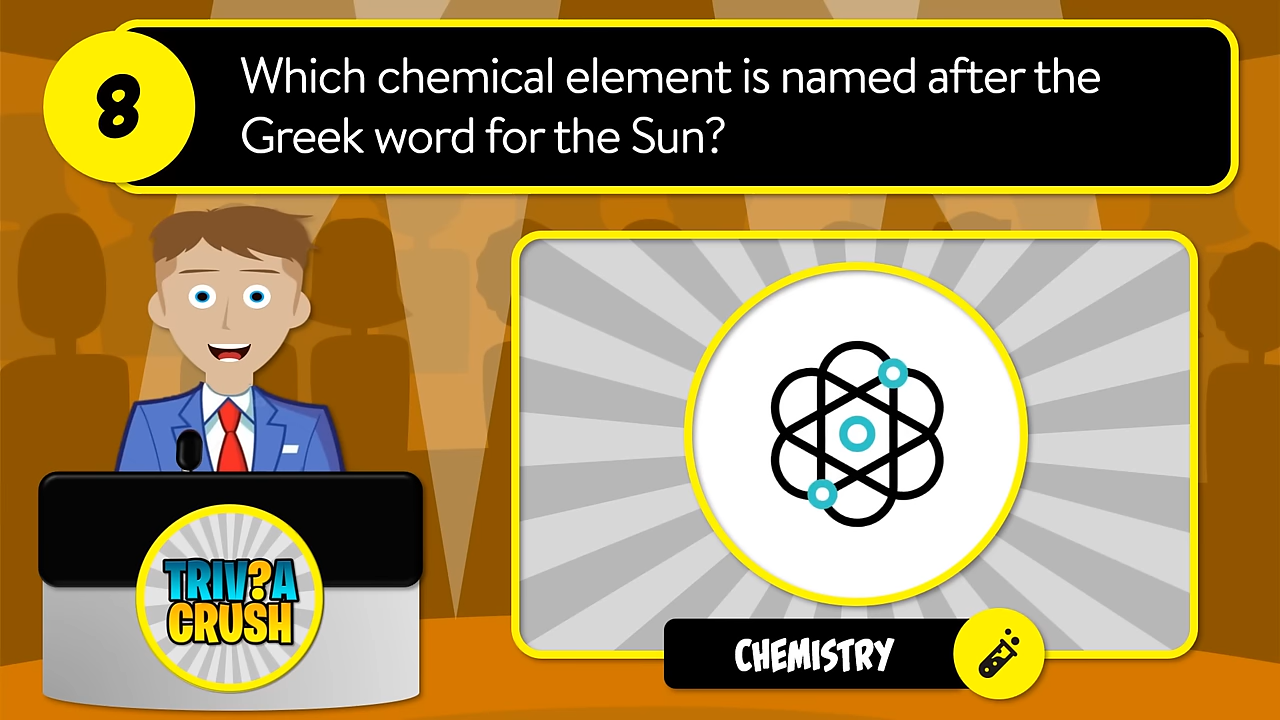 8
Which chemical element is named after the
Greek word for the Sun?
TRIV?A
CRUSH
CHEMISTRY